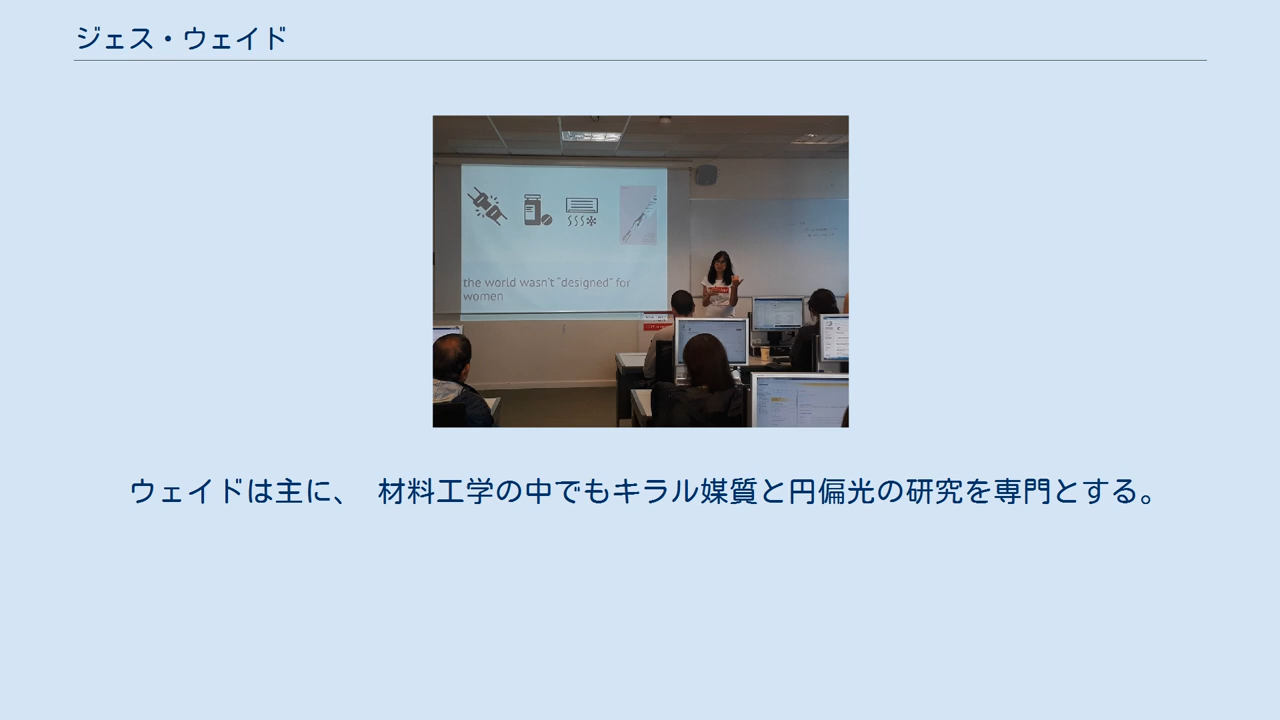 ジェス・ウェイド
the world wasn't "designed" for
women
ウェイドは主に、 材料工学の中でもキラル媒質と円偏光の研究を専門とする。